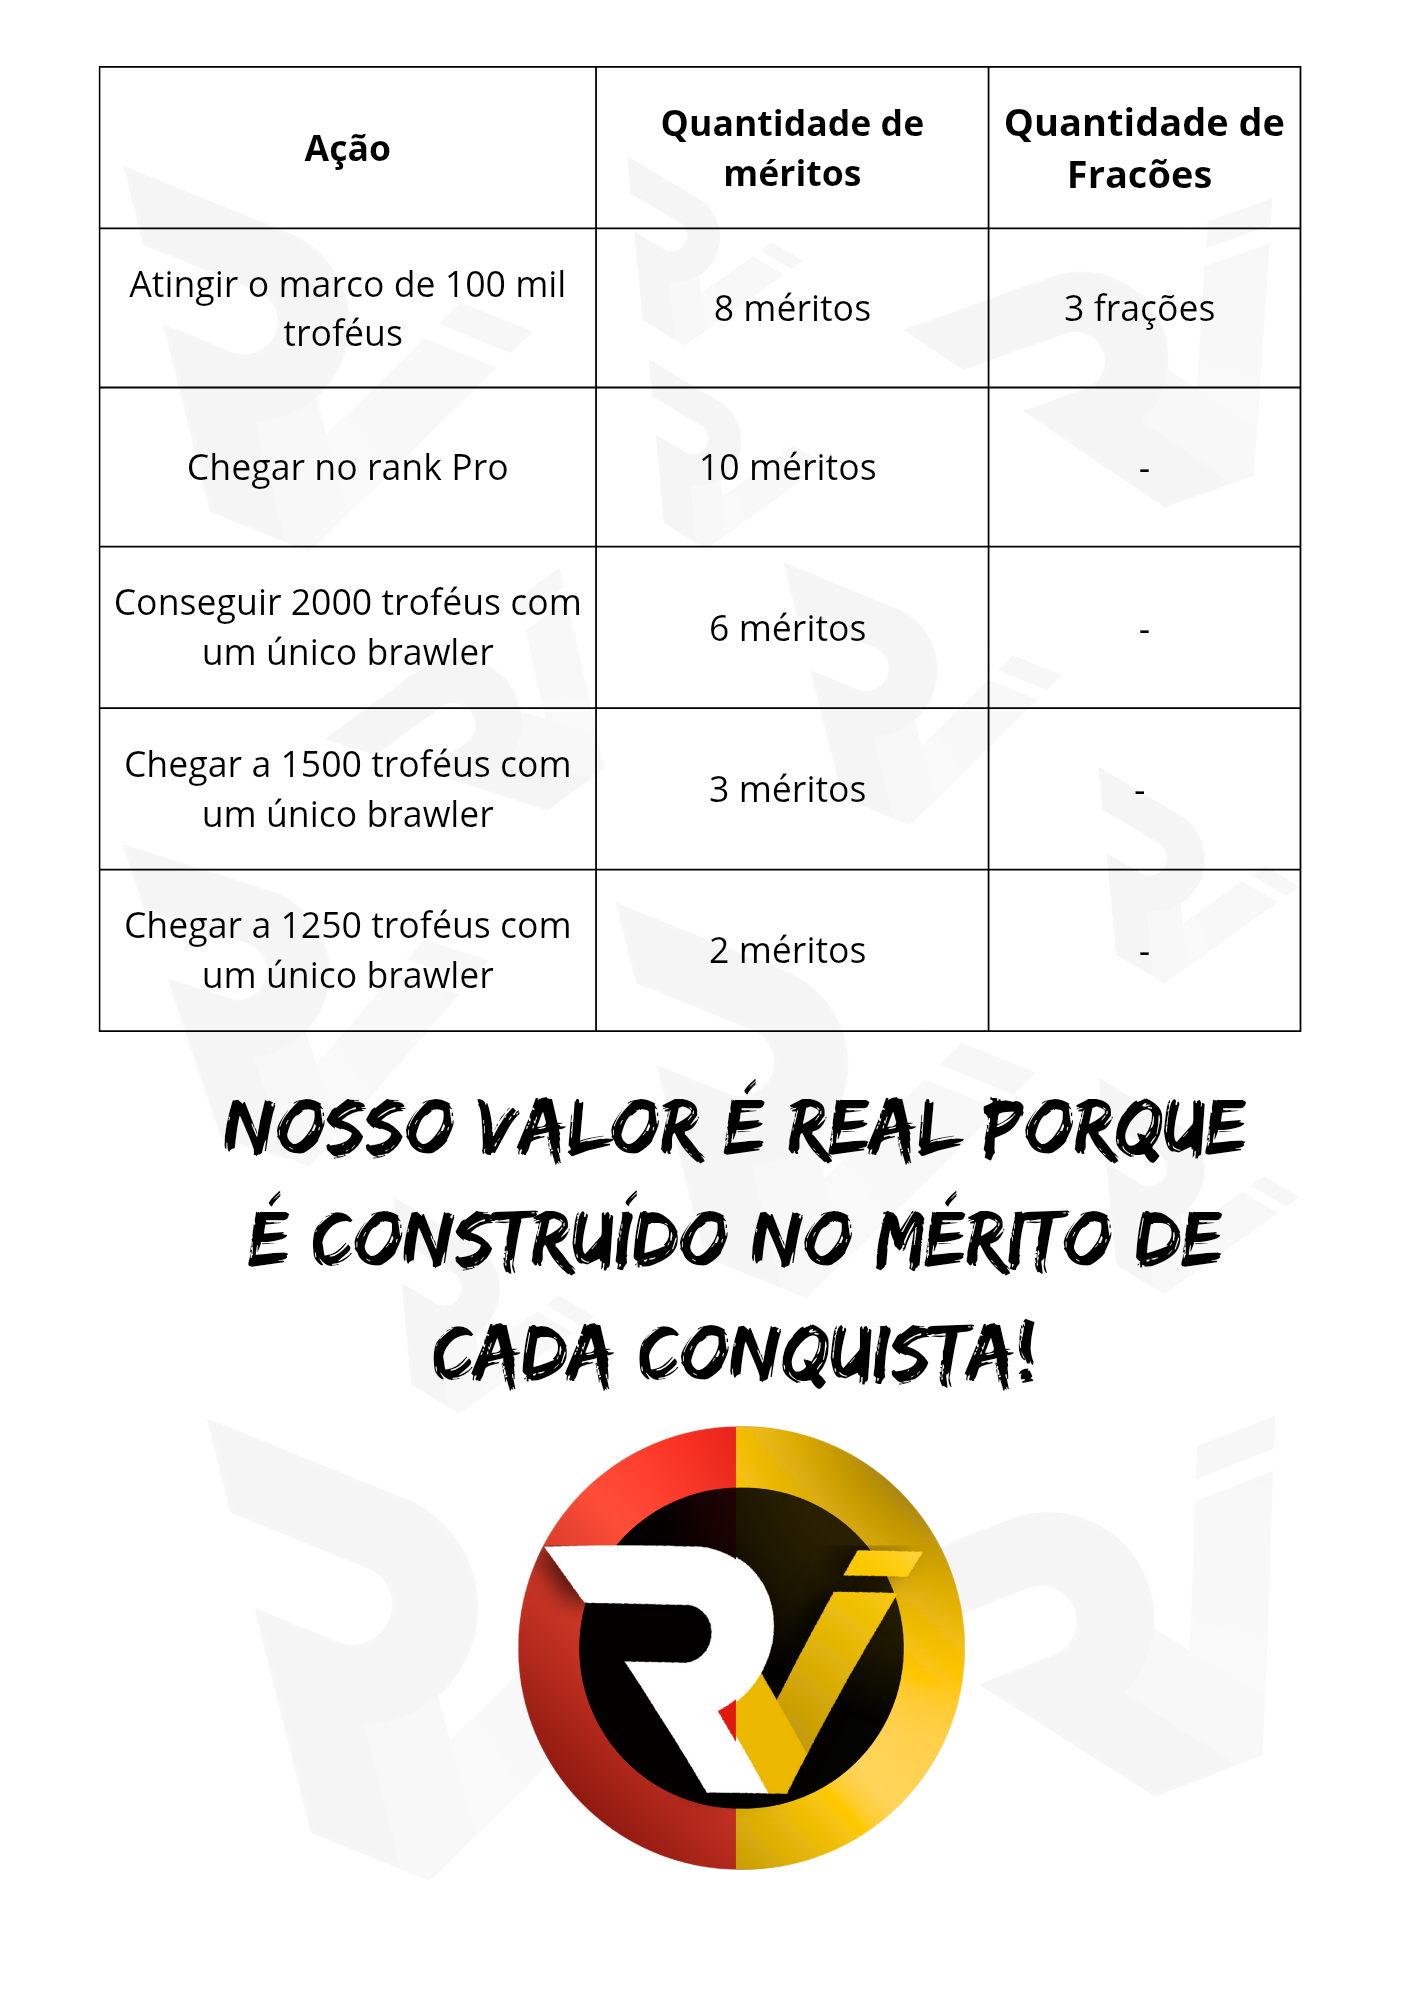 Ação
Quantidade de
méritos
Quantidade de
Fracões
Atingir o marco de 100 mil
troféus
8 méritos
3 frações
Chegar no rank Pro
10 méritos
-
Conseguir 2000 troféus com
um único brawler
6 méritos
-
Chegar a 1500 troféus com
um único brawler
3 méritos
-
Chegar a 1250 troféus com
um único brawler
2 méritos
-
NOSSO VALOR É REAL PORQUE
É CONSTRUÍDO NO MÉRITO DE
CADA CONQUISTA!
RI